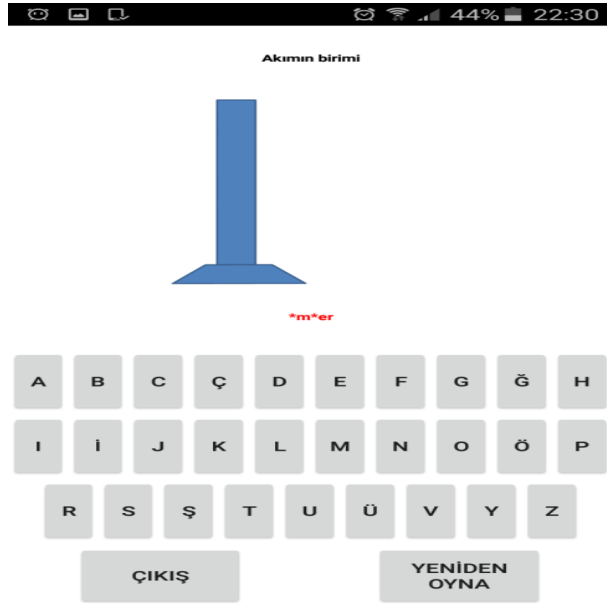 44% 22:30
Akımın birimi
*m*er
A B C Ç D E F G Ğ H
I İ J K L M N O Ö P
R S Ş T U Ü V Y Z
ÇIKIŞ YENİDEN
OYNA